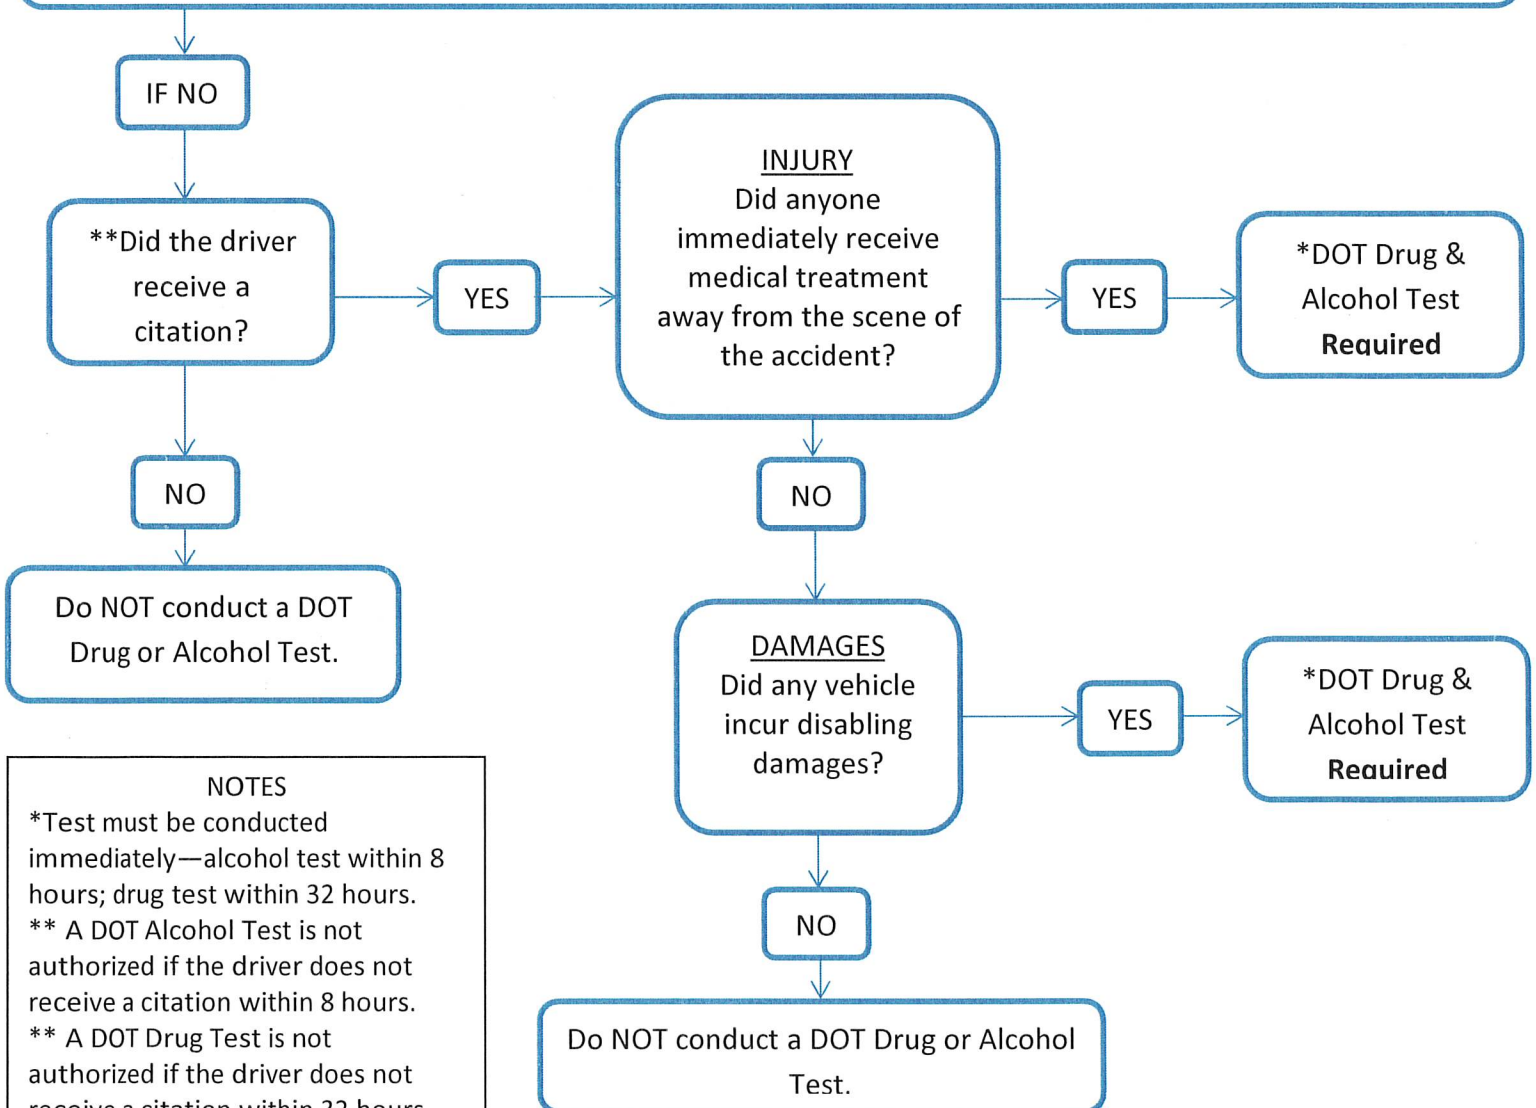 IF NO
**Did the driver
receive a
citation?
YES
INJURY
Did anyone
immediately receive
medical treatment
away from the scene of
the accident?
YES
*DOT Drug &
Alcohol Test
Required
NO
Do NOT conduct a DOT
Drug or Alcohol Test.
NO
DAMAGES
Did any vehicle
incur disabling
damages?
YES
*DOT Drug &
Alcohol Test
Required
NO
Do NOT conduct a DOT Drug or Alcohol
Test.
NOTES
*Test must be conducted
immediately—alcohol test within 8
hours; drug test within 32 hours.
** A DOT Alcohol Test is not
authorized if the driver does not
receive a citation within 8 hours.
** A DOT Drug Test is not
authorized if the driver does not
receive a citation within 32 hours